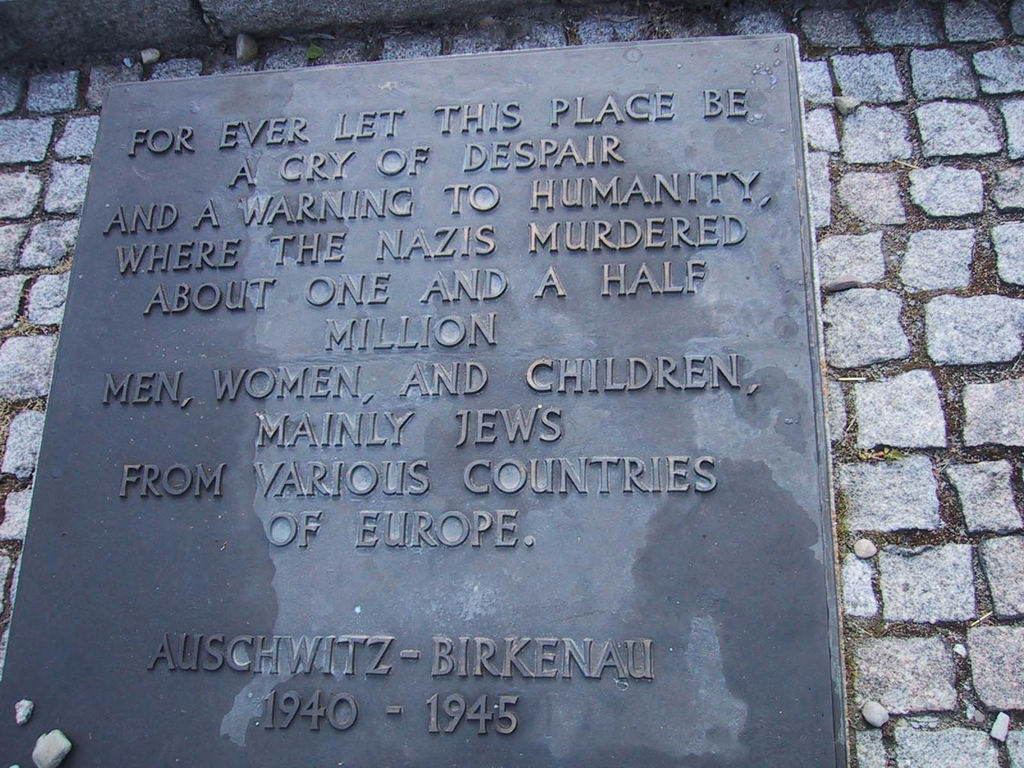 FOR EVER LET THIS PLACE BE
A CRY OF DESPAIR
AND A WARNING TO HUMANITY,
WHERE THE NAZIS MURDERED
ABOUT ONE AND A HALF
MILLION
MEN, WOMEN, AND CHILDREN,
MAINLY JEWS
FROM VARIOUS COUNTRIES
OF EUROPE.
AUSCHWITZ - BIRKENAU
1940 - 1945